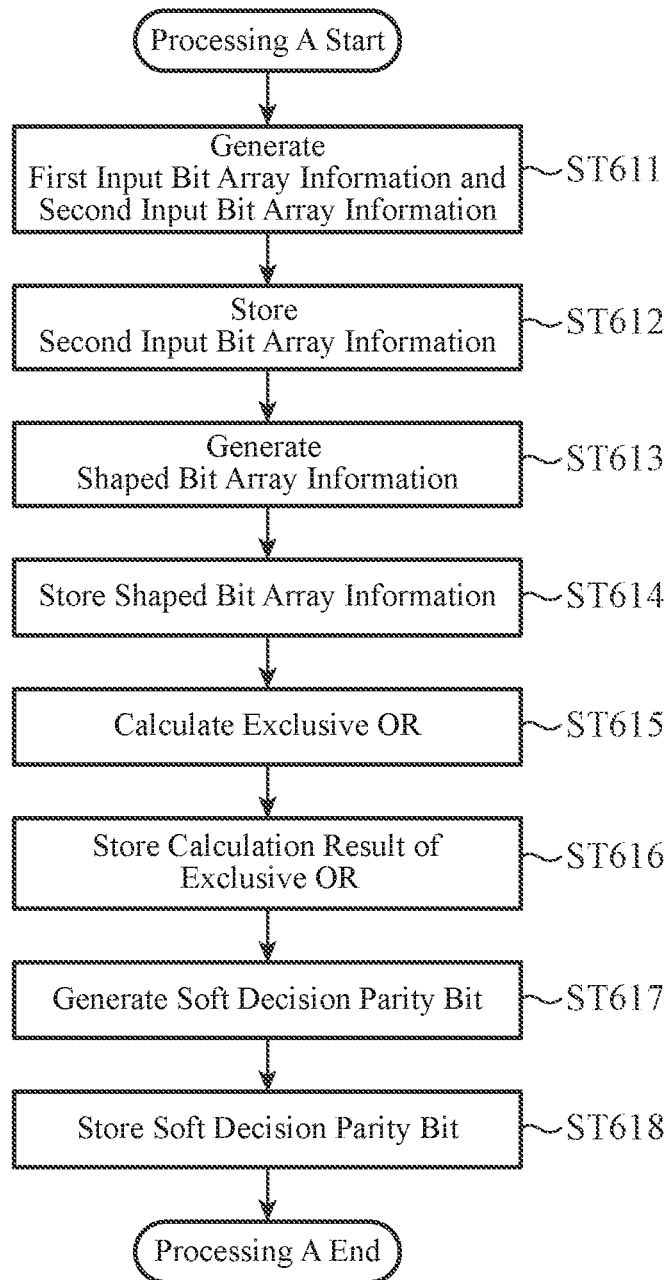 Processing A Start
Generate
First Input Bit Array Information and
Second Input Bit Array Information
ST611
Store
Second Input Bit Array Information
ST612
Generate
Shaped Bit Array Information
ST613
Store Shaped Bit Array Information
ST614
Calculate Exclusive OR
ST615
Store Calculation Result of
Exclusive OR
ST616
Generate Soft Decision Parity Bit
ST617
Store Soft Decision Parity Bit
ST618
Processing A End